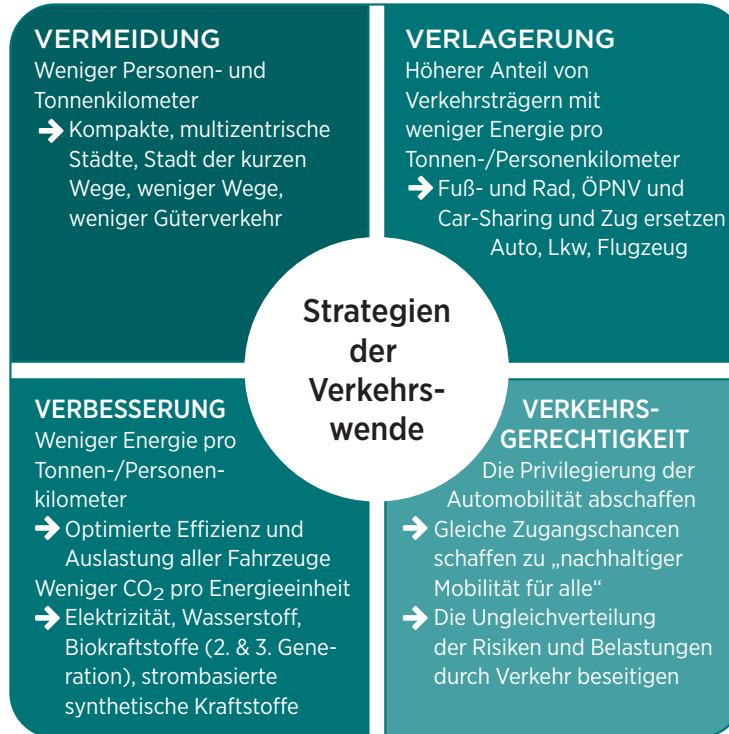 VERMEIDUNG
Weniger Personen- und
Tonnenkilometer
→ Kompakte, multizentrische
Städte, Stadt der kurzen
Wege, weniger Wege,
weniger Güterverkehr
VERLAGERUNG
Höherer Anteil von
Verkehrsträgern mit
weniger Energie pro
Tonnen-/Personenkilometer
→ Fuß- und Rad, ÖPNV und
Car-Sharing und Zug ersetzen
Auto, Lkw, Flugzeug
Strategien
der
Verkehrs-
wende
VERBESSERUNG
Weniger Energie pro
Tonnen-/Personen-
kilometer
→ Optimierte Effizienz und
Auslastung aller Fahrzeuge
Weniger CO₂ pro Energieeinheit
→ Elektrizität, Wasserstoff,
Biokraftstoffe (2. & 3. Gene-
ration), strombasierte
synthetische Kraftstoffe
VERKEHRS-
GERECHTIGKEIT
Die Privilegierung der
Automobilität abschaffen
→ Gleiche Zugangschancen
schaffen zu „nachhaltiger
Mobilität für alle“
→ Die Ungleichverteilung
der Risiken und Belastungen
durch Verkehr beseitigen